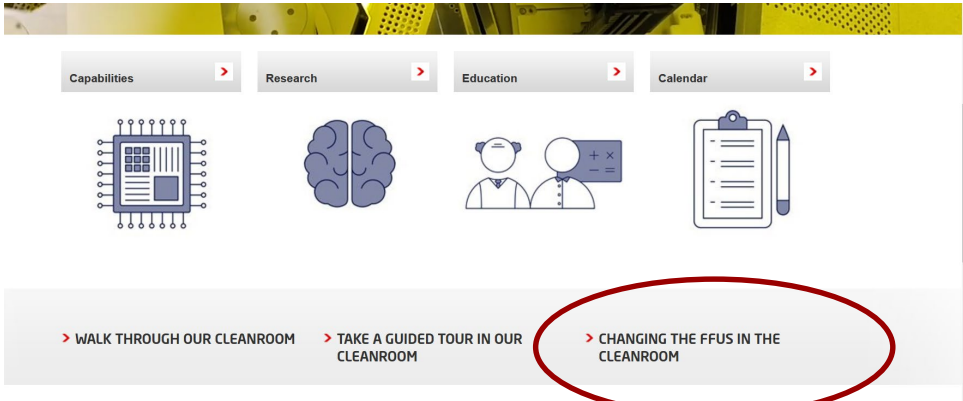 Capabilities
Research
Education
Calendar
WALK THROUGH OUR CLEANROOM
TAKE A GUIDED TOUR IN OUR
CLEANROOM
CHANGING THE FFUS IN THE
CLEANROOM